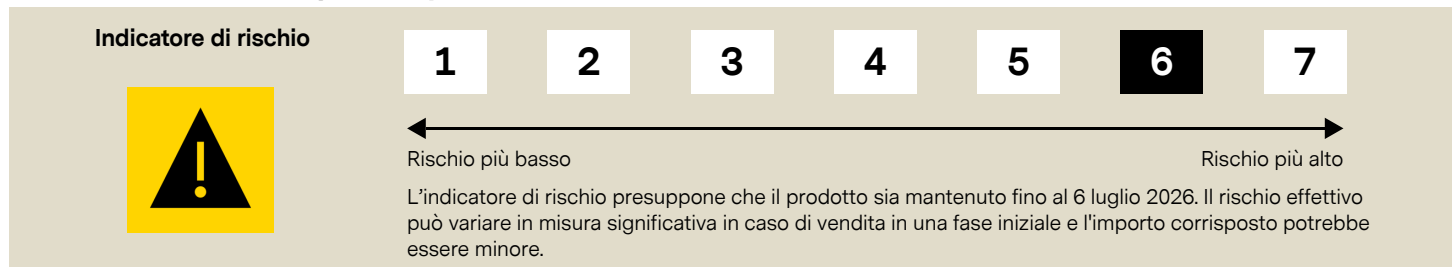 Indicatore di rischio
1 2 3 4 5 6 7
Rischio più basso Rischio più alto
L'indicatore di rischio presuppone che il prodotto sia mantenuto fino al 6 luglio 2026. Il rischio effettivo
può variare in misura significativa in caso di vendita in una fase iniziale e l'importo corrisposto potrebbe
essere minore.